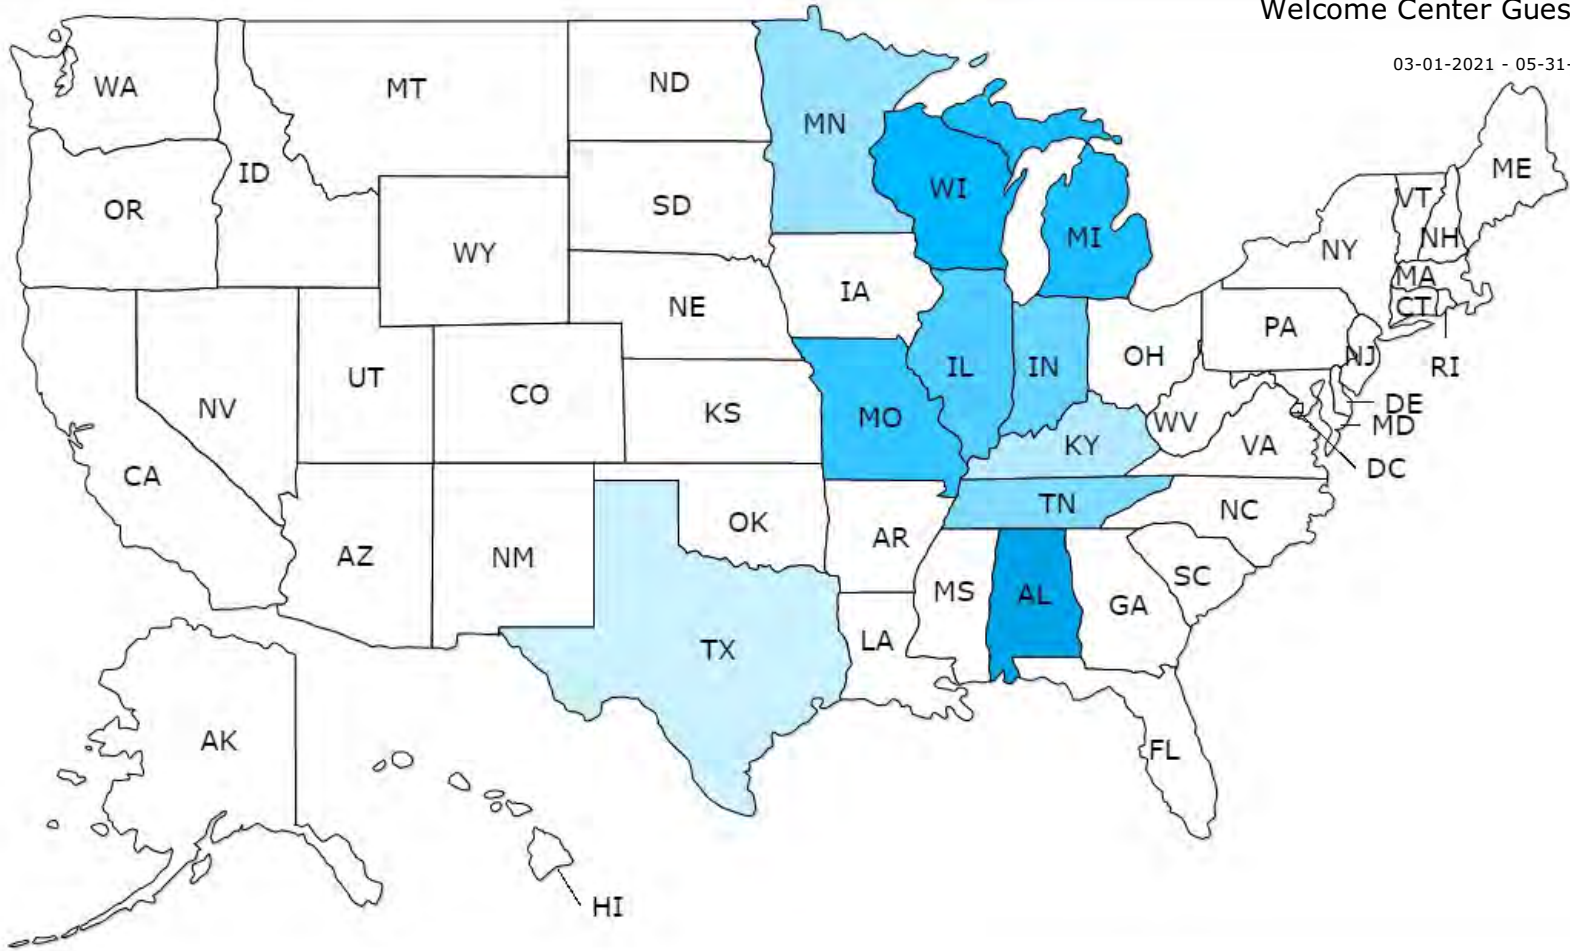 Welcome Center Gues
03-01-2021 - 05-31-
WA
MT
ND
MN
ME
ID
OR
SD
WI
VT
MI
NH
NY
WY
MA
IA
NE
CT
PA
OH
NJ
IL
IN
RI
UT
CO
DE
NV
KS
MO
WV
MD
KY
VA
DC
CA
TN
NC
OK
AR
AZ
NM
SC
MS
AL
GA
LA
TX
AK
FL
HI